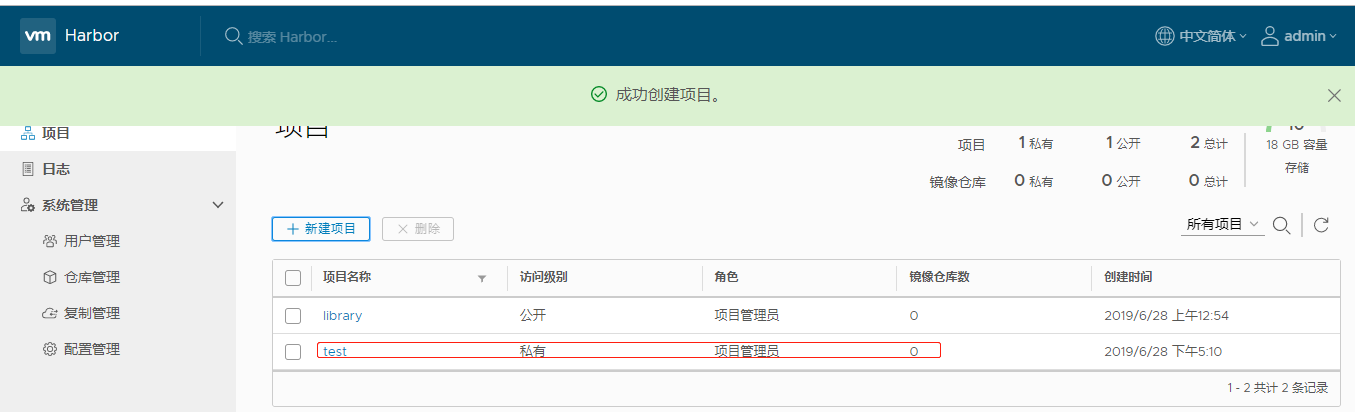 vm Harbor 搜索 Harbor... 中文简体 admin
成功创建项目。
项目 项目
项目 1 私有 1 公开 2 总计 18 GB 容量
日志 存储
镜像仓库 0 私有 0 公开 0 总计
系统管理
新建项目 删除 所有项目
用户管理
仓库管理 项目名称 访问级别 角色 镜像仓库数 创建时间
复制管理 library 公开 项目管理员 0 2019/6/28 上午12:54
配置管理 test 私有 项目管理员 0 2019/6/28 下午5:10
1 - 2 共计 2 条记录